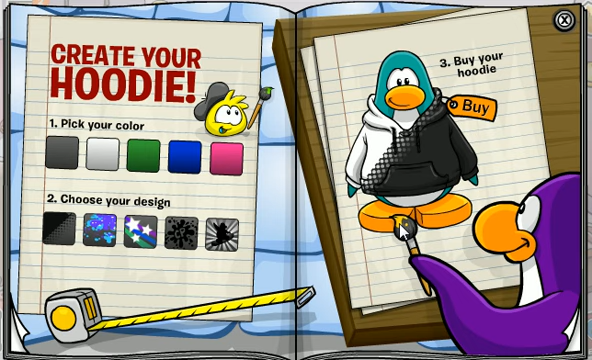 CREATE YOUR
HOODIE!
1. Pick your color
2. Choose your design
3. Buy your
hoodie
Buy
X